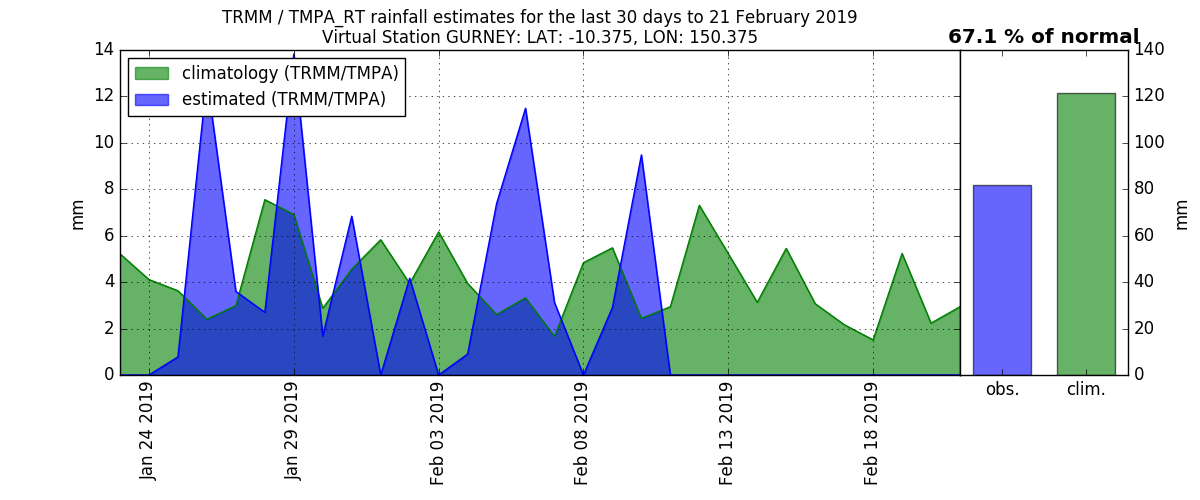 TRMM / TMPA_RT rainfall estimates for the last 30 days to 21 February 2019
Virtual Station GURNEY: LAT: -10.375, LON: 150.375
67.1 % of normal
climatology (TRMM/TMPA)
estimated (TRMM/TMPA)
mm
14
12
10
8
6
4
2
0
Jan 24 2019
Jan 29 2019
Feb 03 2019
Feb 08 2019
Feb 13 2019
Feb 18 2019
140
120
100
80
60
40
20
0
mm
obs.
clim.